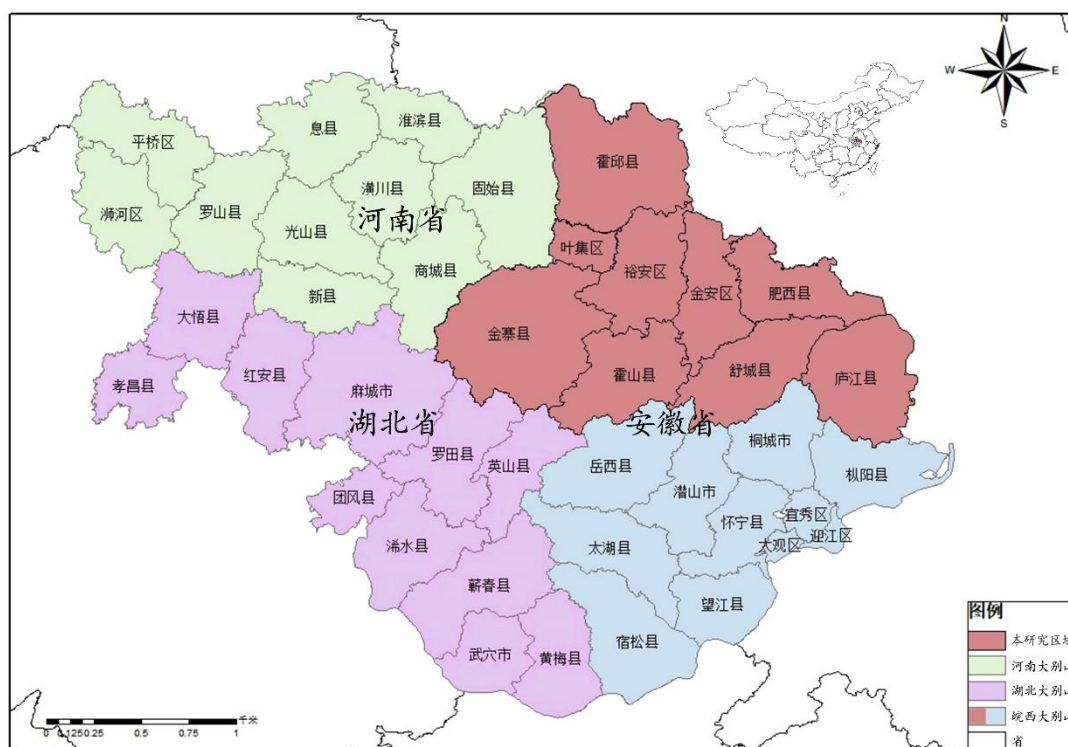 N
W E
S
平桥区
息县
淮滨县
霍邱县
浉河区
罗山县
潢川县
固始县
光山县
河南省
叶集区
商城县
裕安区
金安区
肥西县
新县
大悟县
金寨县
孝昌县
红安县
麻城市
霍山县
舒城县
庐江县
湖北省
安徽省
罗田县
英山县
岳西县
桐城市
枞阳县
团风县
潜山市
怀宁县
宜秀区
浠水县
太湖县
大观区
迎江区
蕲春县
望江县
武穴市
黄梅县
宿松县
图例
本研究区域
河南大别山
湖北大别山
皖西大别山
省
千米
0 0.1250.25 0.5 0.75 1